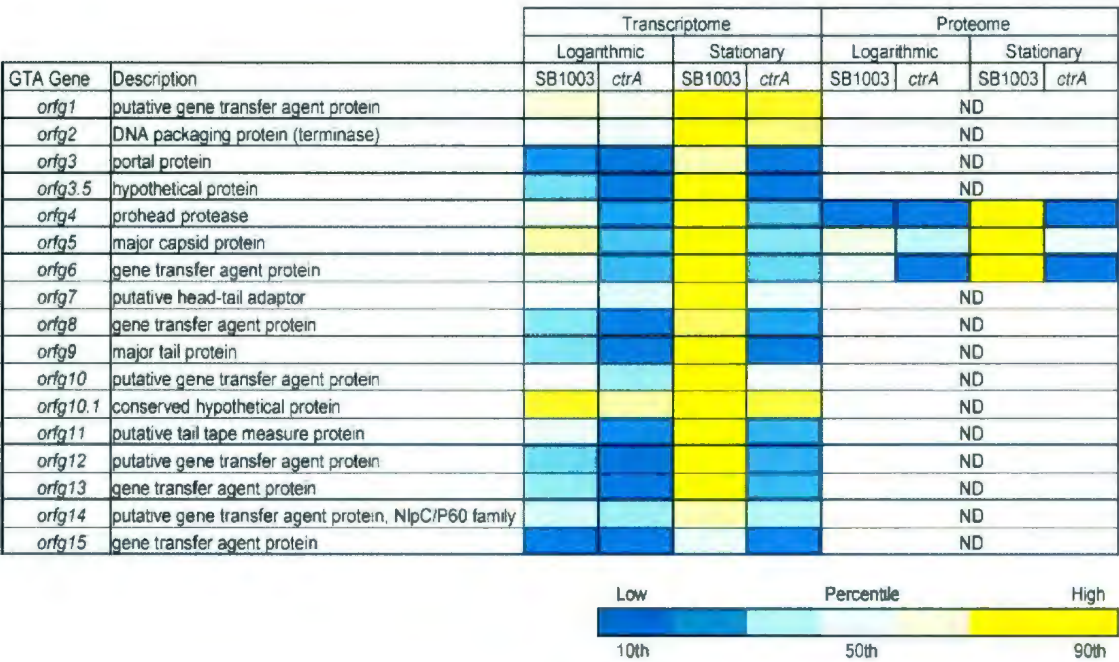 Transcriptome Proteome
Logarithmic Stationary Logarithmic Stationary
GTA Gene Description SB1003 ctrA SB1003 ctrA SB1003 ctrA SB1003 ctrA
orfg1 putative gene transfer agent protein ND
orfg2 DNA packaging protein (terminase) ND
orfg3 portal protein ND
orfg3.5 hypothetical protein ND
orfg4 prohead protease
orfg5 major capsid protein
orfg6 gene transfer agent protein
orfg7 putative head-tail adaptor ND
orfg8 gene transfer agent protein ND
orfg9 major tail protein ND
orfg10 putative gene transfer agent protein ND
orfg10.1 conserved hypothetical protein ND
orfg11 putative tail tape measure protein ND
orfg12 putative gene transfer agent protein ND
orfg13 gene transfer agent protein ND
orfg14 putative gene transfer agent protein, NlpC/P60 family ND
orfg15 gene transfer agent protein ND
Low Percentile High
10th 50th 90th